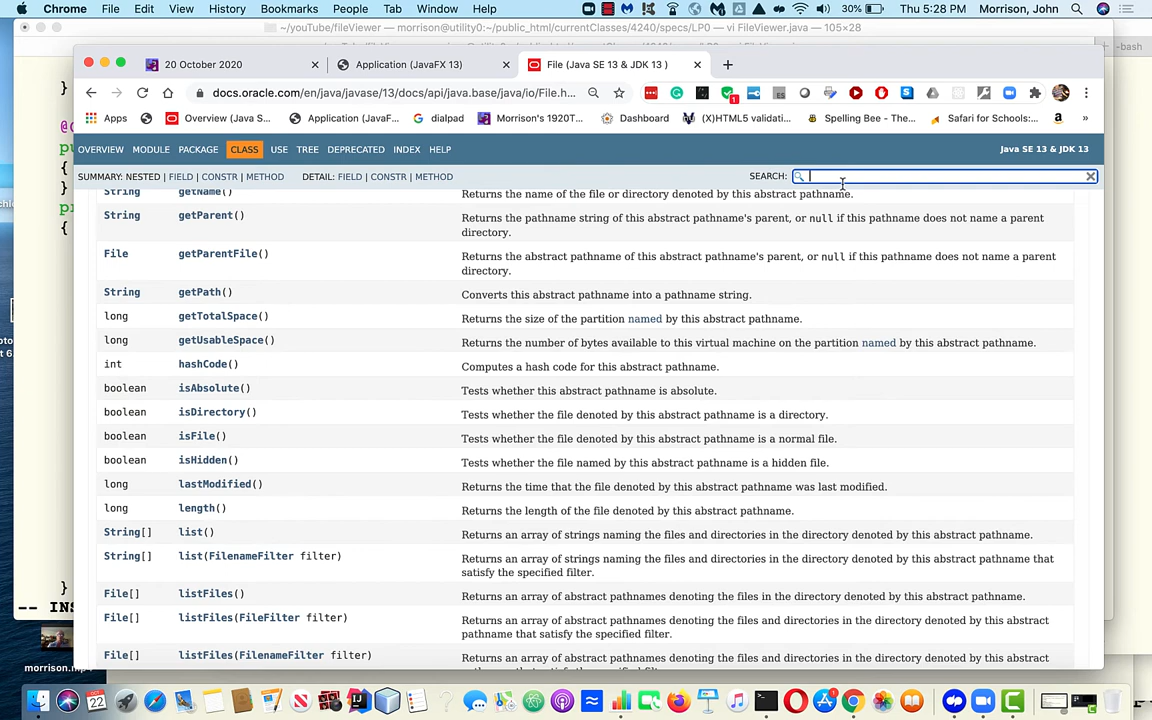 Chrome File Edit View History Bookmarks People Tab Window Help 30% Thu 5:28 PM Morrison, John
~/youTube/fileViewer — morrison@utility0:~/public_html/currentClasses/4240/specs/LP0 — vi FileViewer.java — 105×28
-bash
20 October 2020 Application (JavaFX 13) File (Java SE 13 & JDK 13 )
docs.oracle.com/en/java/javase/13/docs/api/java.base/java/io/File.h...
Apps Overview (Java S... Application (JavaF... dialpad Morrison's 1920T... Dashboard (X)HTML5 validati... Spelling Bee - The... Safari for Schools:... »
OVERVIEW MODULE PACKAGE CLASS USE TREE DEPRECATED INDEX HELP Java SE 13 & JDK 13
SUMMARY: NESTED | FIELD | CONSTR | METHOD DETAIL: FIELD | CONSTR | METHOD SEARCH:
String getName() Returns the name of the file or directory denoted by this abstract pathname.
String getParent() Returns the pathname string of this abstract pathname's parent, or null if this pathname does not name a parent
directory.
File getParentFile() Returns the abstract pathname of this abstract pathname's parent, or null if this pathname does not name a parent
directory.
String getPath() Converts this abstract pathname into a pathname string.
long getTotalSpace() Returns the size of the partition named by this abstract pathname.
long getUsableSpace() Returns the number of bytes available to this virtual machine on the partition named by this abstract pathname.
int hashCode() Computes a hash code for this abstract pathname.
boolean isAbsolute() Tests whether this abstract pathname is absolute.
boolean isDirectory() Tests whether the file denoted by this abstract pathname is a directory.
boolean isFile() Tests whether the file denoted by this abstract pathname is a normal file.
boolean isHidden() Tests whether the file named by this abstract pathname is a hidden file.
long lastModified() Returns the time that the file denoted by this abstract pathname was last modified.
long length() Returns the length of the file denoted by this abstract pathname.
String[] list() Returns an array of strings naming the files and directories in the directory denoted by this abstract pathname.
String[] list(FilenameFilter filter) Returns an array of strings naming the files and directories in the directory denoted by this abstract pathname that
satisfy the specified filter.
File[] listFiles() Returns an array of abstract pathnames denoting the files in the directory denoted by this abstract pathname.
File[] listFiles(FileFilter filter) Returns an array of abstract pathnames denoting the files and directories in the directory denoted by this abstract
pathname that satisfy the specified filter.
File[] listFiles(FilenameFilter filter) Returns an array of abstract pathnames denoting the files and directories in the directory denoted by this abstract
}
@
pu
{
}
pr
{
}
-- IN
morrison.mp4